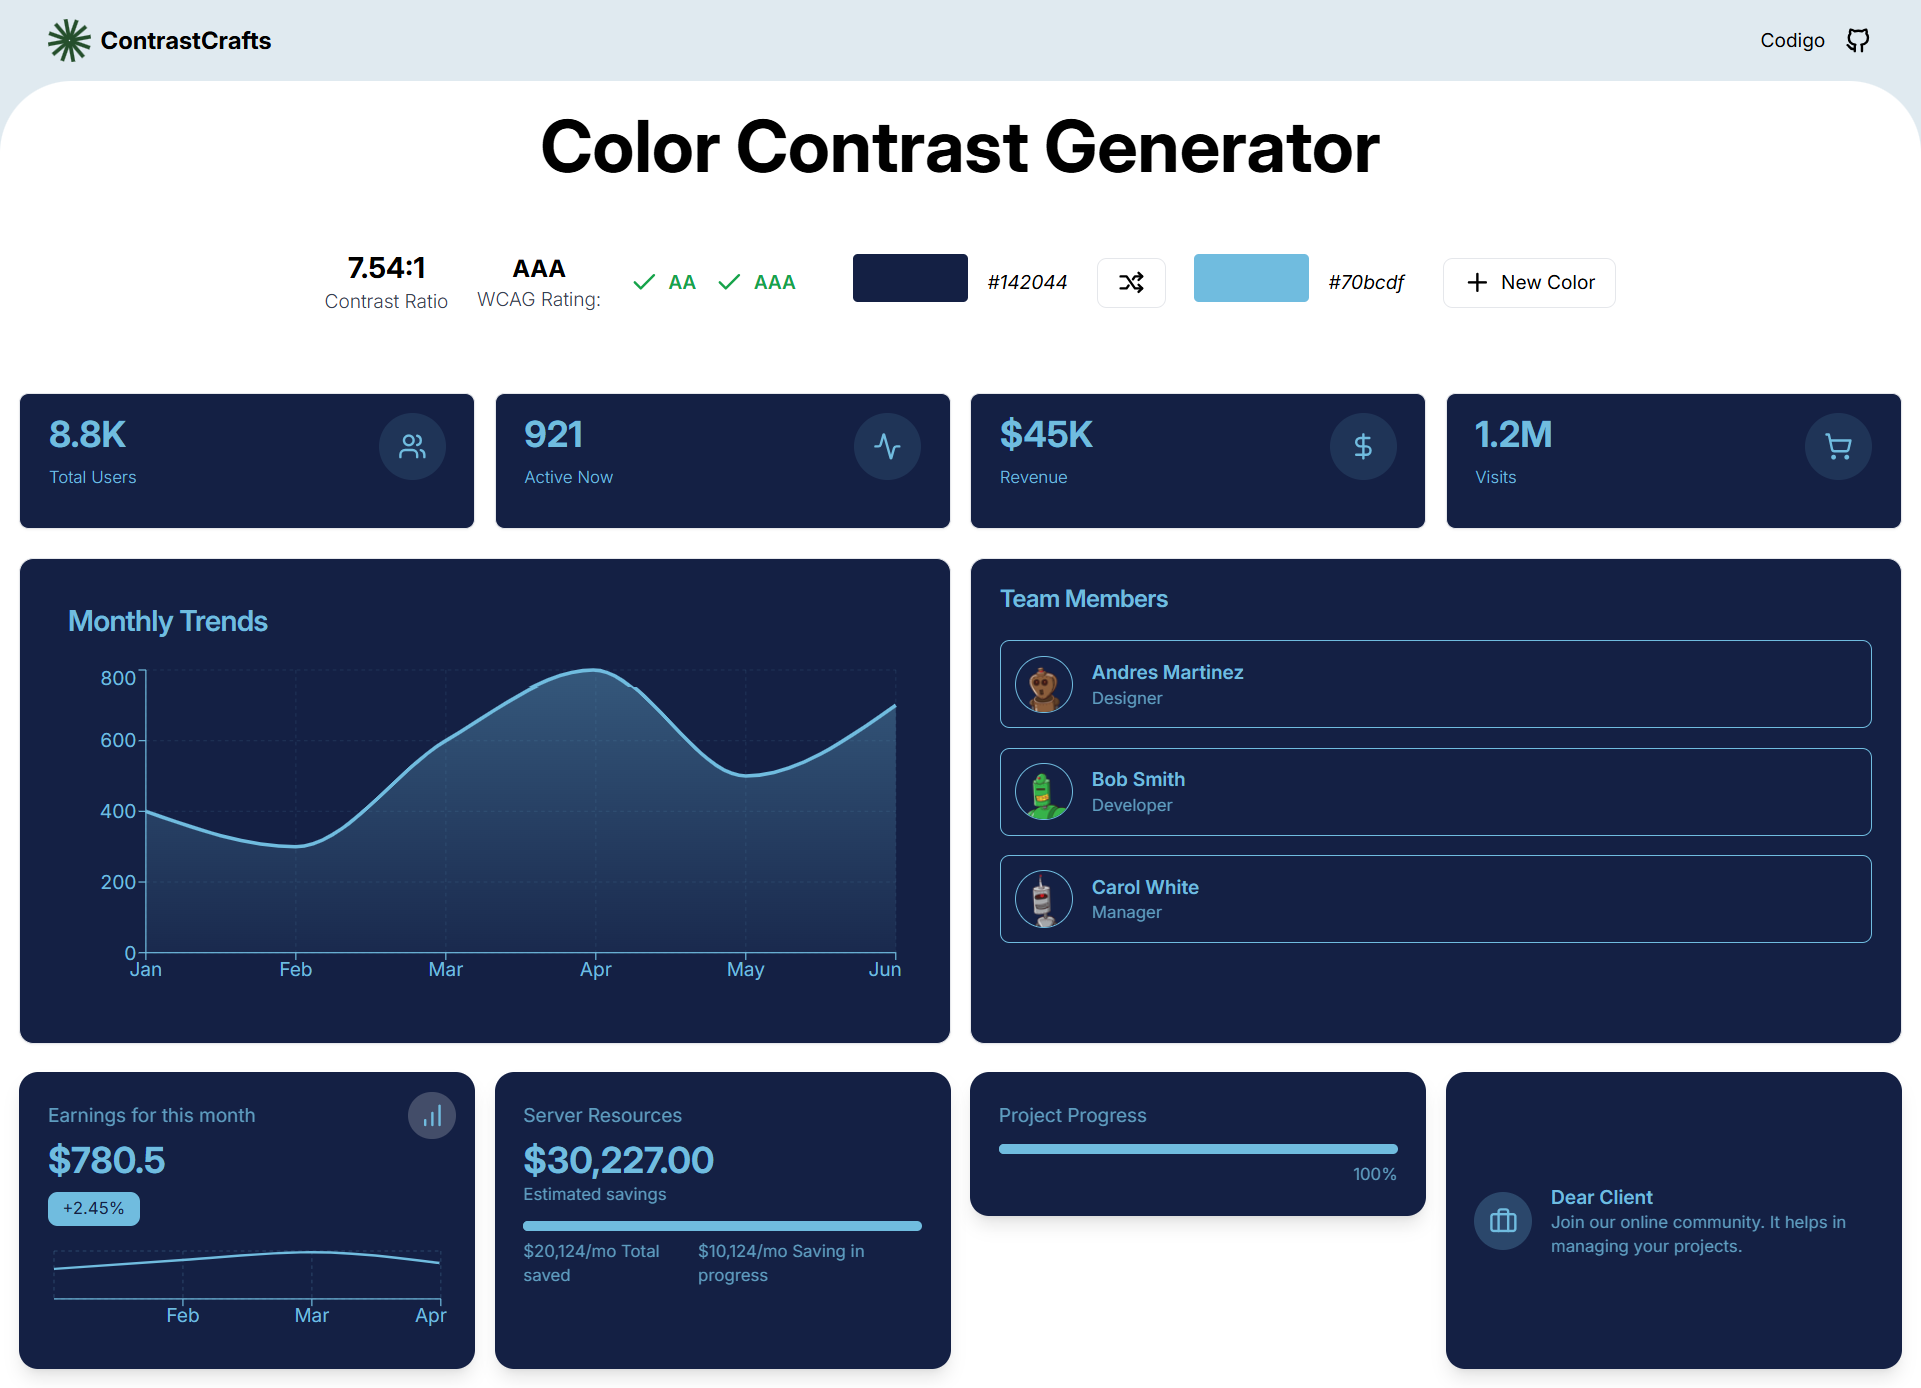 ContrastCrafts
Codigo
Color Contrast Generator
7.54:1
Contrast Ratio
AAA
WCAG Rating:
AA
AAA
#142044
#70bcdf
New Color
8.8K
Total Users
921
Active Now
$45K
Revenue
1.2M
Visits
Monthly Trends
800
600
400
200
0
Jan Feb Mar Apr May Jun
Team Members
Andres Martinez
Designer
Bob Smith
Developer
Carol White
Manager
Earnings for this month
$780.5
+2.45%
Feb Mar Apr
Server Resources
$30,227.00
Estimated savings
$20,124/mo Total
saved
$10,124/mo Saving in
progress
Project Progress
100%
Dear Client
Join our online community. It helps in
managing your projects.